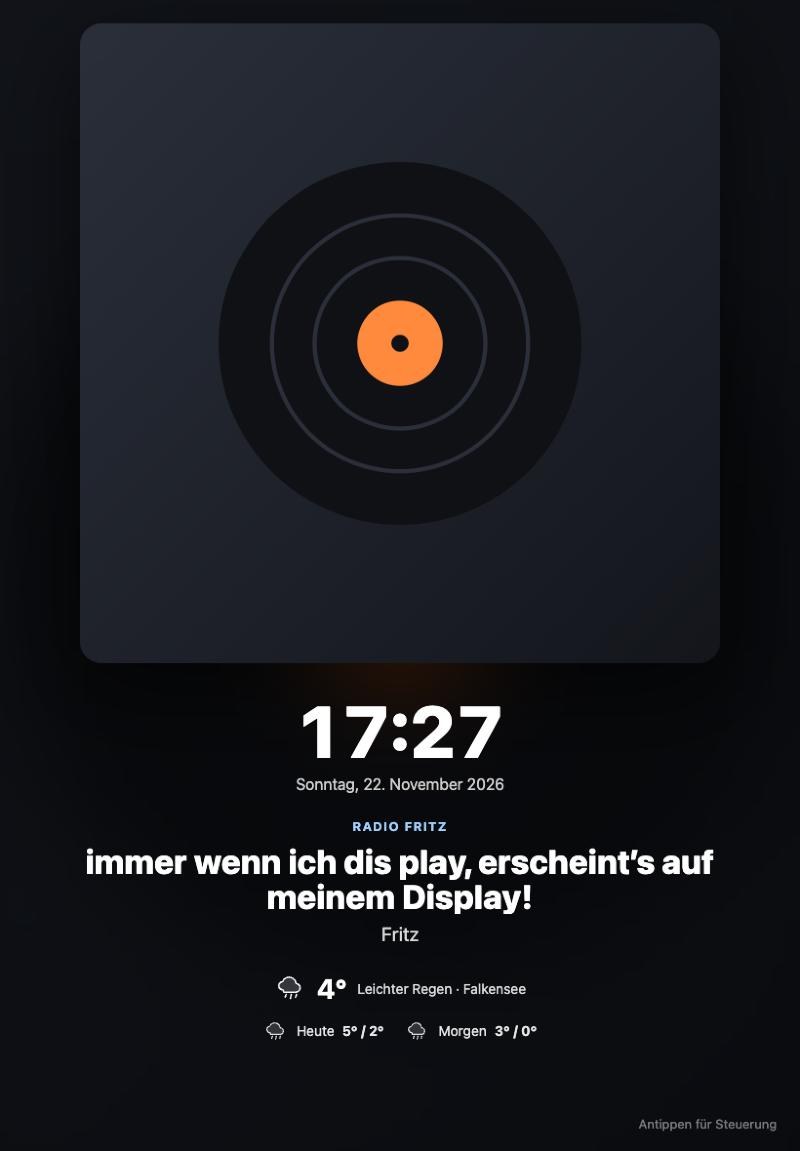 17:27
Sonntag, 22. November 2026
RADIO FRITZ
immer wenn ich dis play, erscheint’s auf
meinem Display!
Fritz
4° Leichter Regen · Falkensee
Heute 5° / 2° Morgen 3° / 0°
Antippen für Steuerung